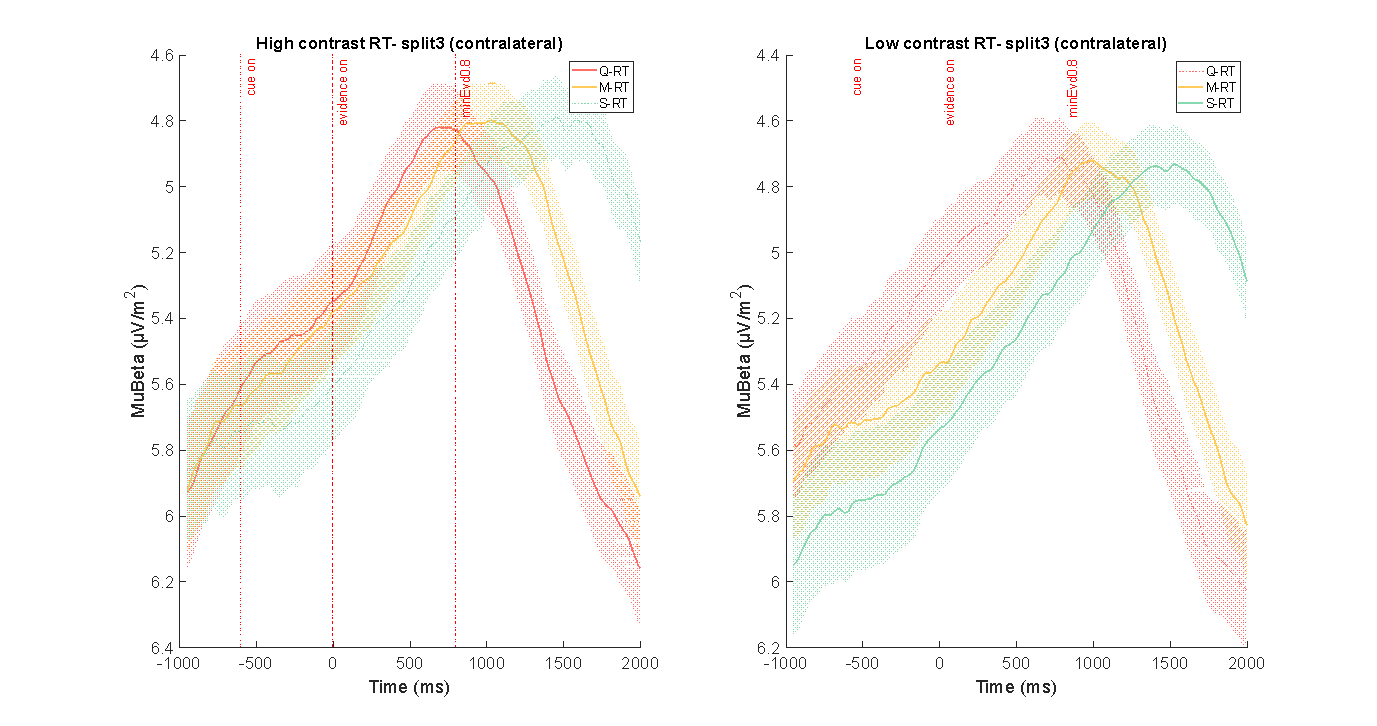 High contrast RT- split3 (contralateral)
cue on
evidence on
minEvd0.8
Q-RT
M-RT
S-RT
4.6
4.8
5
5.2
5.4
5.6
5.8
6
6.2
6.4
MuBeta (µV/m²)
-1000
-500
0
500
1000
1500
2000
Time (ms)
Low contrast RT- split3 (contralateral)
cue on
evidence on
minEvd0.8
Q-RT
M-RT
S-RT
4.4
4.6
4.8
5
5.2
5.4
5.6
5.8
6
6.2
MuBeta (µV/m²)
-1000
-500
0
500
1000
1500
2000
Time (ms)